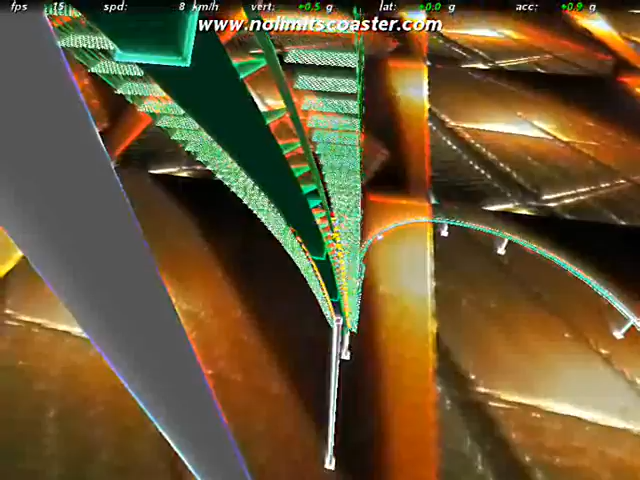 fps 15 spd: 8 km/h vert: +0.5 g lat: +0.0 g acc: +0.9 g
www.nolimitscoaster.com